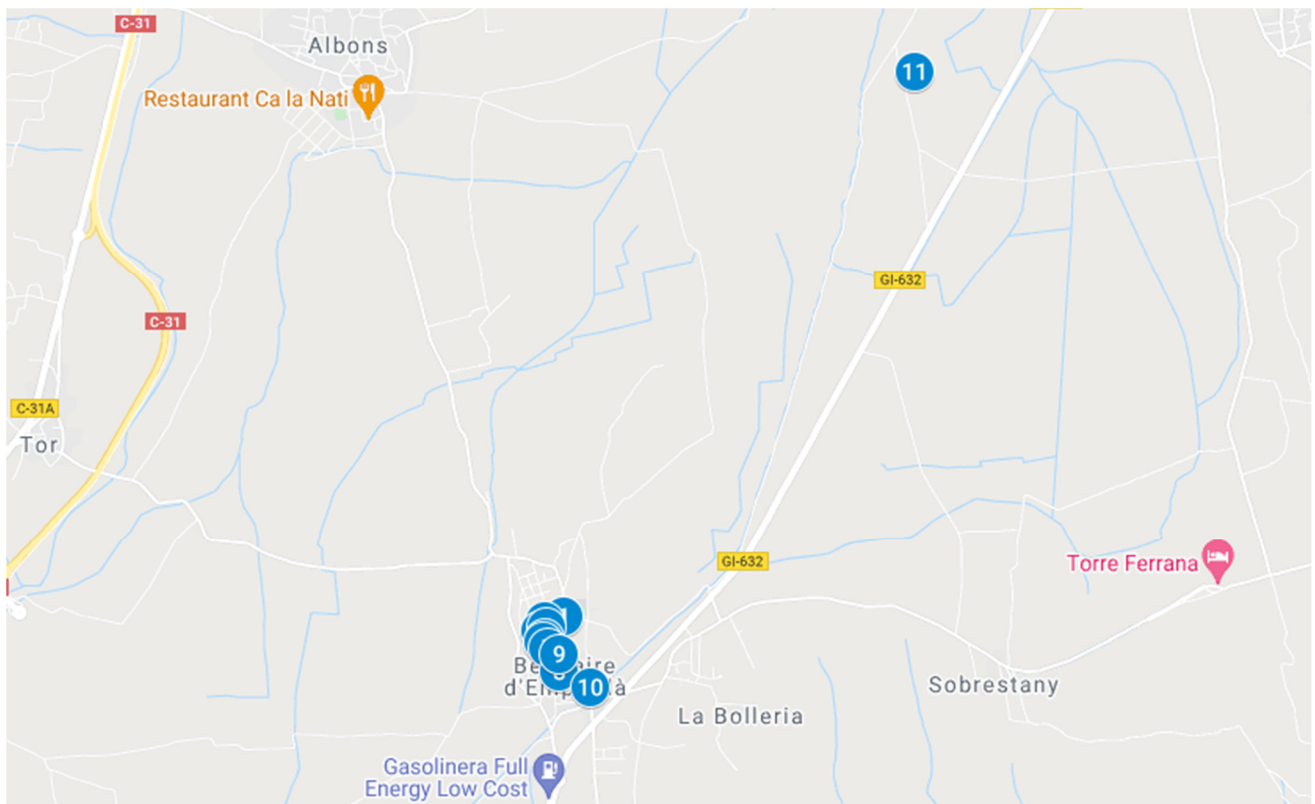 C-31
Albons
Restaurant Ca la Nati
11
GI-632
C-31
C-31A
Tor
GI-632
Torre Ferrana
1
9
10
Sobrestany
La Bolleria
Gasolinera Full
Energy Low Cost